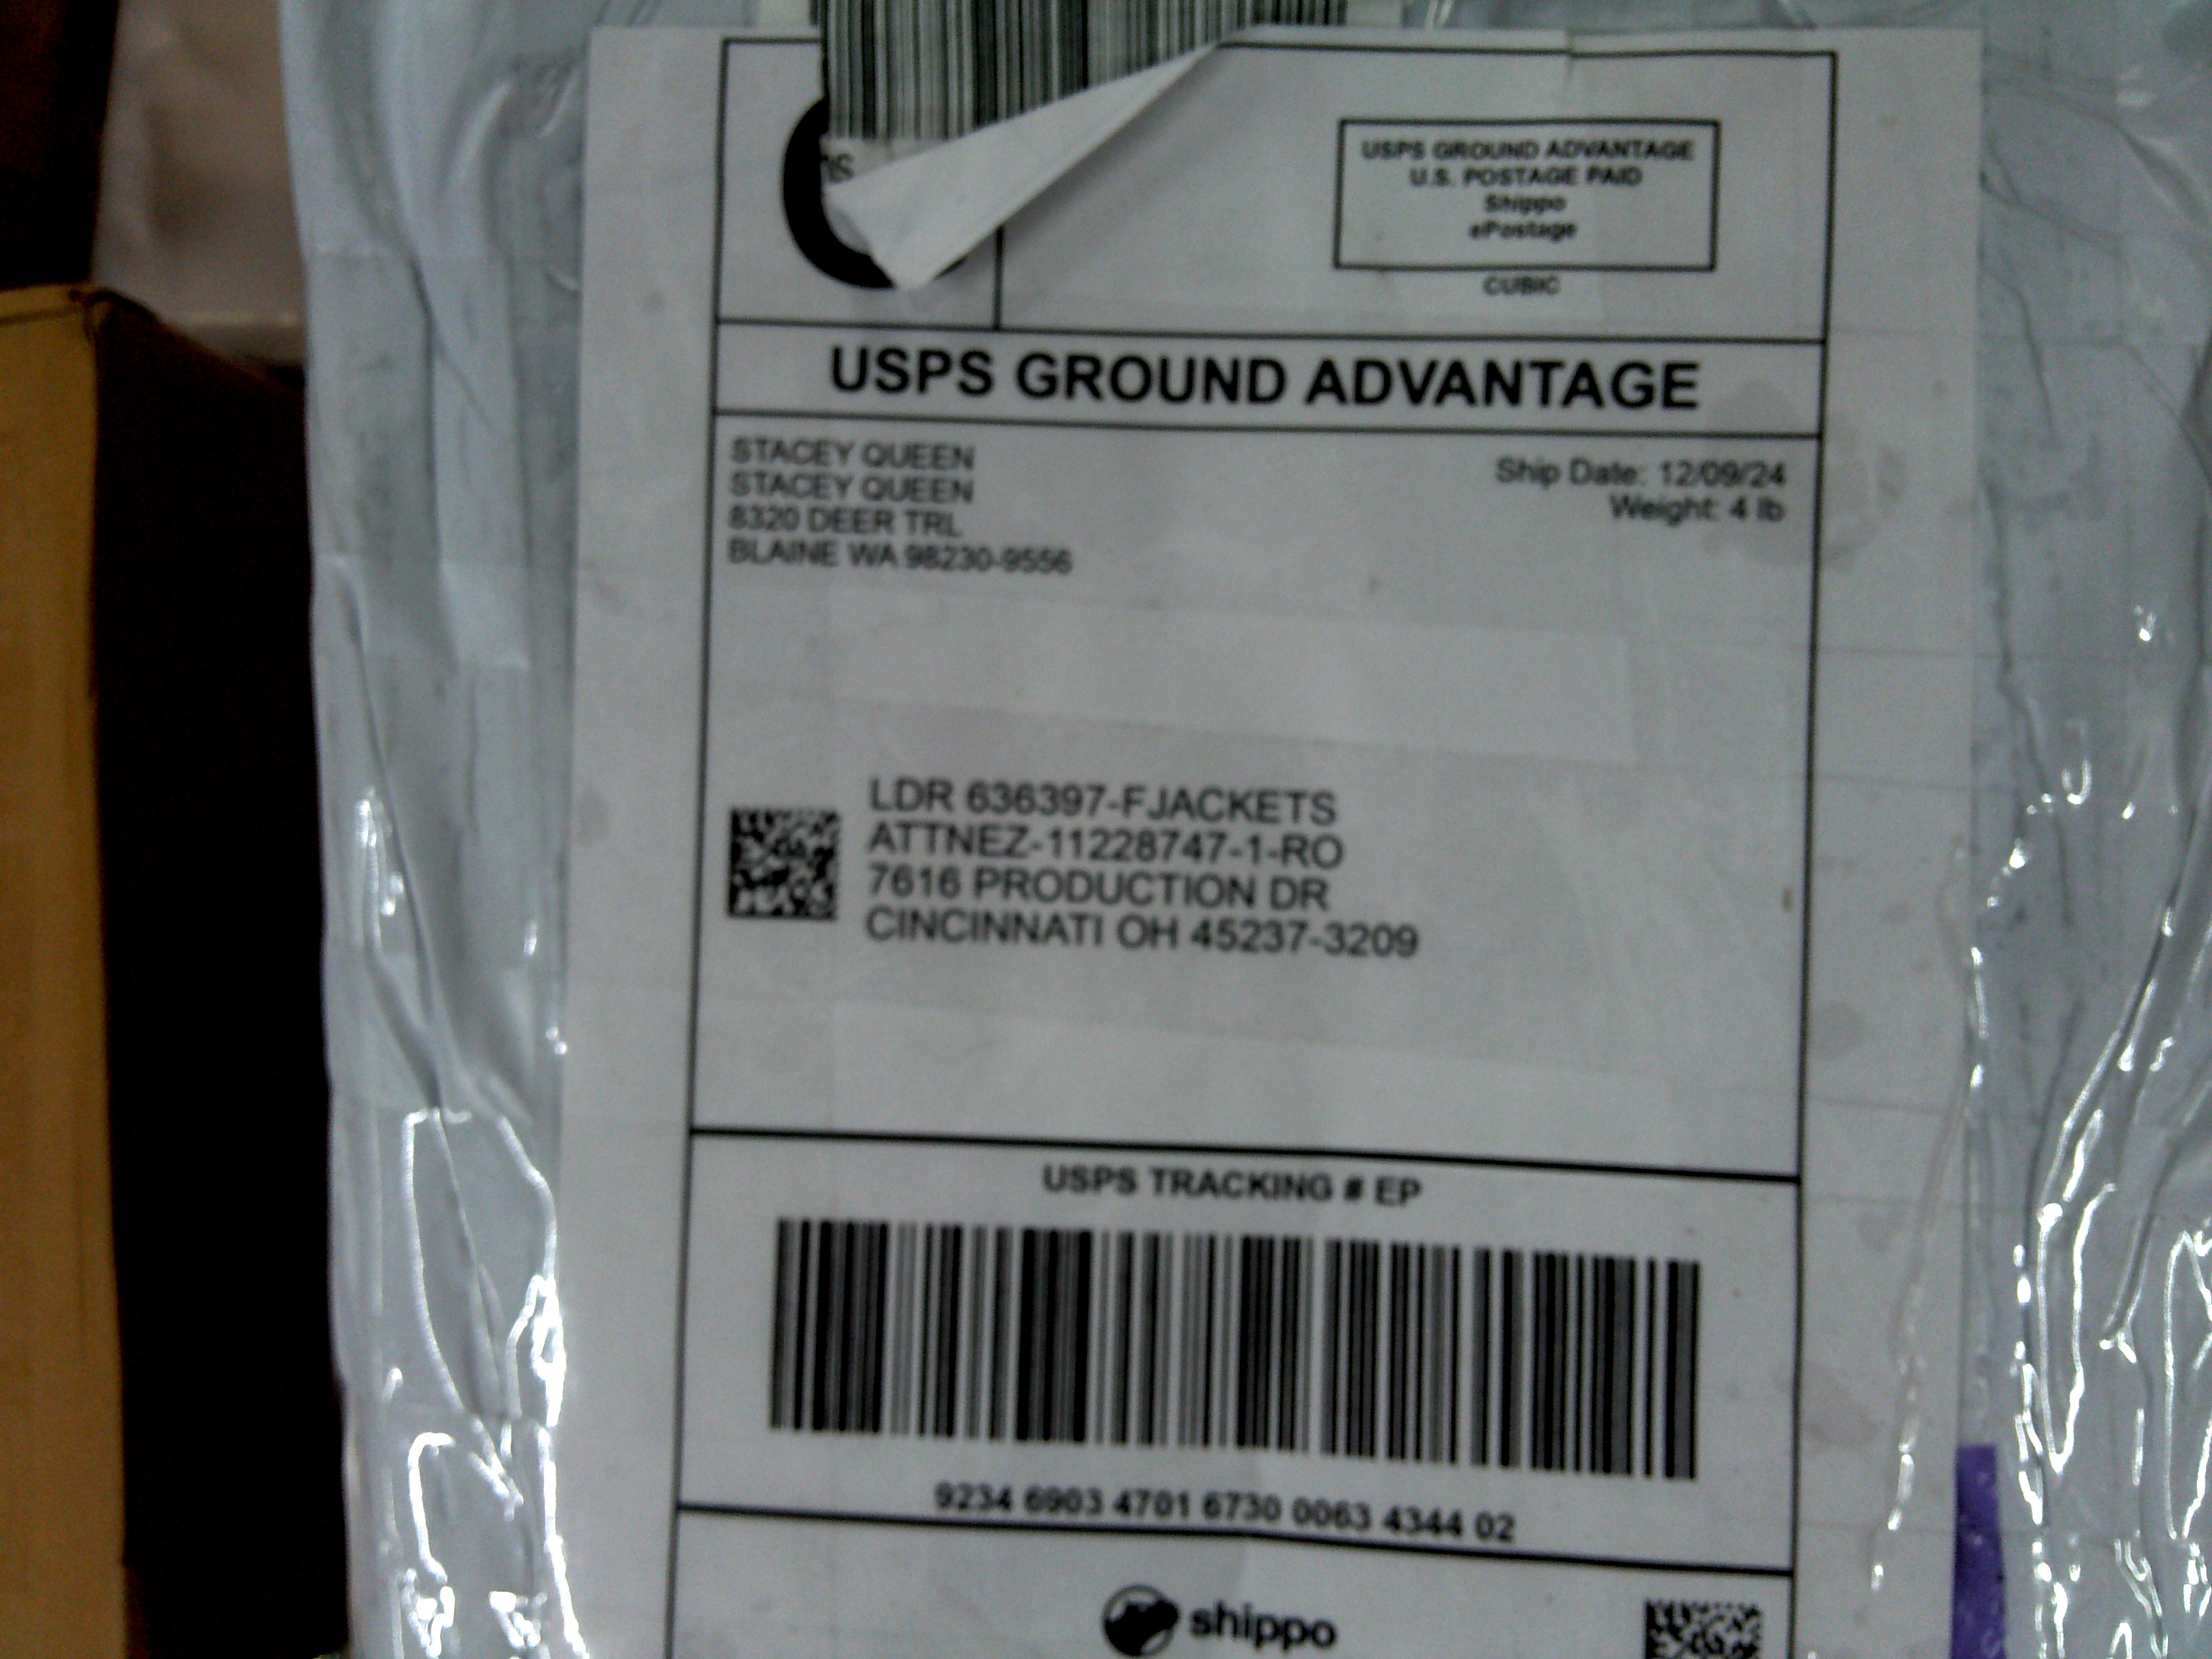 USPS GROUND ADVANTAGE
U.S. POSTAGE PAID
Shippo
ePostage
CUBIC
USPS GROUND ADVANTAGE
STACEY QUEEN
STACEY QUEEN
8320 DEER TRL
BLAINE WA 98230-9556
Ship Date: 12/09/24
Weight: 4 lb
LDR 636397-FJACKETS
ATTNEZ-11228747-1-RO
7616 PRODUCTION DR
CINCINNATI OH 45237-3209
USPS TRACKING # EP
9234 6903 4701 6730 0063 4344 02
shippo